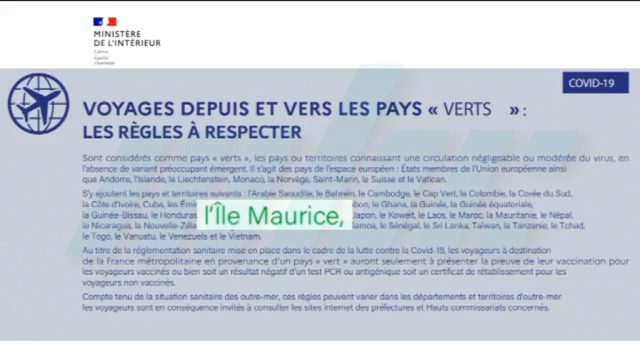 MINISTÈRE
DE L'INTÉRIEUR
Liberté
Égalité
Fraternité
COVID-19
VOYAGES DEPUIS ET VERS LES PAYS « VERTS » :
LES RÈGLES À RESPECTER
Sont considérés comme pays « verts », les pays ou territoires connaissant une circulation négligeable ou modérée du virus, en
l'absence de variant préoccupant émergent. Il s'agit des pays de l'espace européen : États membres de l'Union européenne ainsi
que Andorre, l'Islande, le Liechtenstein, Monaco, la Norvège, Saint-Marin, la Suisse et le Vatican.
S'y ajoutent les pays et territoires suivants : l'Arabie Saoudite, le Bahreïn, le Cambodge, le Cap Vert, la Colombie, la Corée du Sud,
la Côte d'Ivoire, Cuba, les Émir bon, le Ghana, la Guinée, la Guinée équatoriale,
la Guinée-Bissau, le Honduras l'Île Maurice, Japon, le Koweit, le Laos, le Maroc, la Mauritanie, le Népal,
le Nicaragua, la Nouvelle-Zéla amoa, le Sénégal, le Sri Lanka, Taïwan, la Tanzanie, le Tchad,
le Togo, le Vanuatu, le Venezuela et le Vietnam.
Au titre de la réglementation sanitaire mise en place dans le cadre de la lutte contre la Covid-19, les voyageurs à destination
de la France métropolitaine en provenance d'un pays « vert » auront seulement à présenter la preuve de leur vaccination pour
les voyageurs vaccinés ou bien soit un résultat négatif d'un test PCR ou antigénique soit un certificat de rétablissement pour les
voyageurs non vaccinés.
Compte tenu de la situation sanitaire des outre-mer, ces règles peuvent varier dans les départements et territoires d'outre-mer
les voyageurs sont en conséquence invités à consulter les sites internet des préfectures et Hauts commissariats concernés.